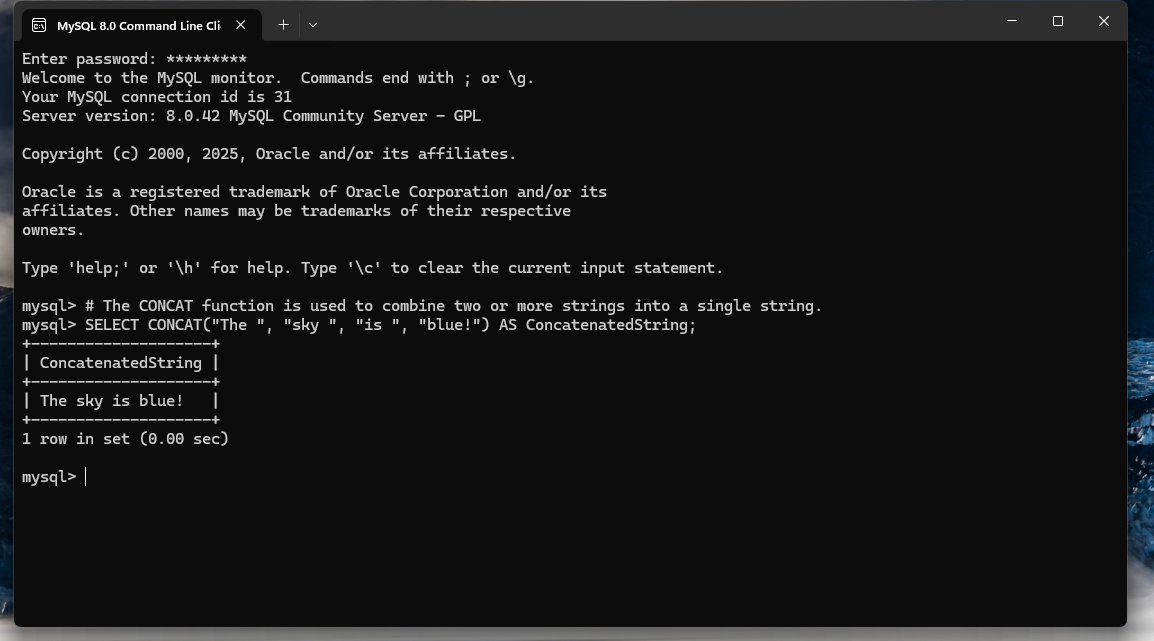 MySQL 8.0 Command Line Cli
Enter password: *********
Welcome to the MySQL monitor.  Commands end with ; or \g.
Your MySQL connection id is 31
Server version: 8.0.42 MySQL Community Server - GPL
Copyright (c) 2000, 2025, Oracle and/or its affiliates.
Oracle is a registered trademark of Oracle Corporation and/or its
affiliates. Other names may be trademarks of their respective
owners.
Type 'help;' or '\h' for help. Type '\c' to clear the current input statement.
mysql> # The CONCAT function is used to combine two or more strings into a single string.
mysql> SELECT CONCAT("The ", "sky ", "is ", "blue!") AS ConcatenatedString;
+--------------------+
| ConcatenatedString |
+--------------------+
| The sky is blue!   |
+--------------------+
1 row in set (0.00 sec)
mysql>